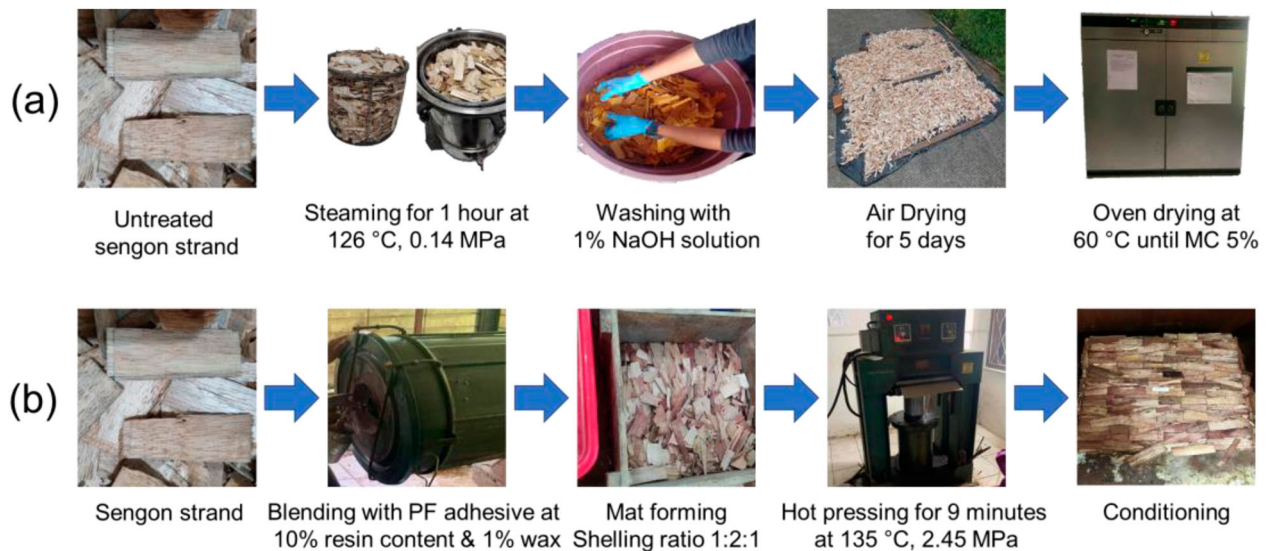 (a)
Untreated
sengon strand
Steaming for 1 hour at
126 °C, 0.14 MPa
Washing with
1% NaOH solution
Air Drying
for 5 days
Oven drying at
60 °C until MC 5%
(b)
Sengon strand
Blending with PF adhesive at
10% resin content & 1% wax
Mat forming
Shelling ratio 1:2:1
Hot pressing for 9 minutes
at 135 °C, 2.45 MPa
Conditioning